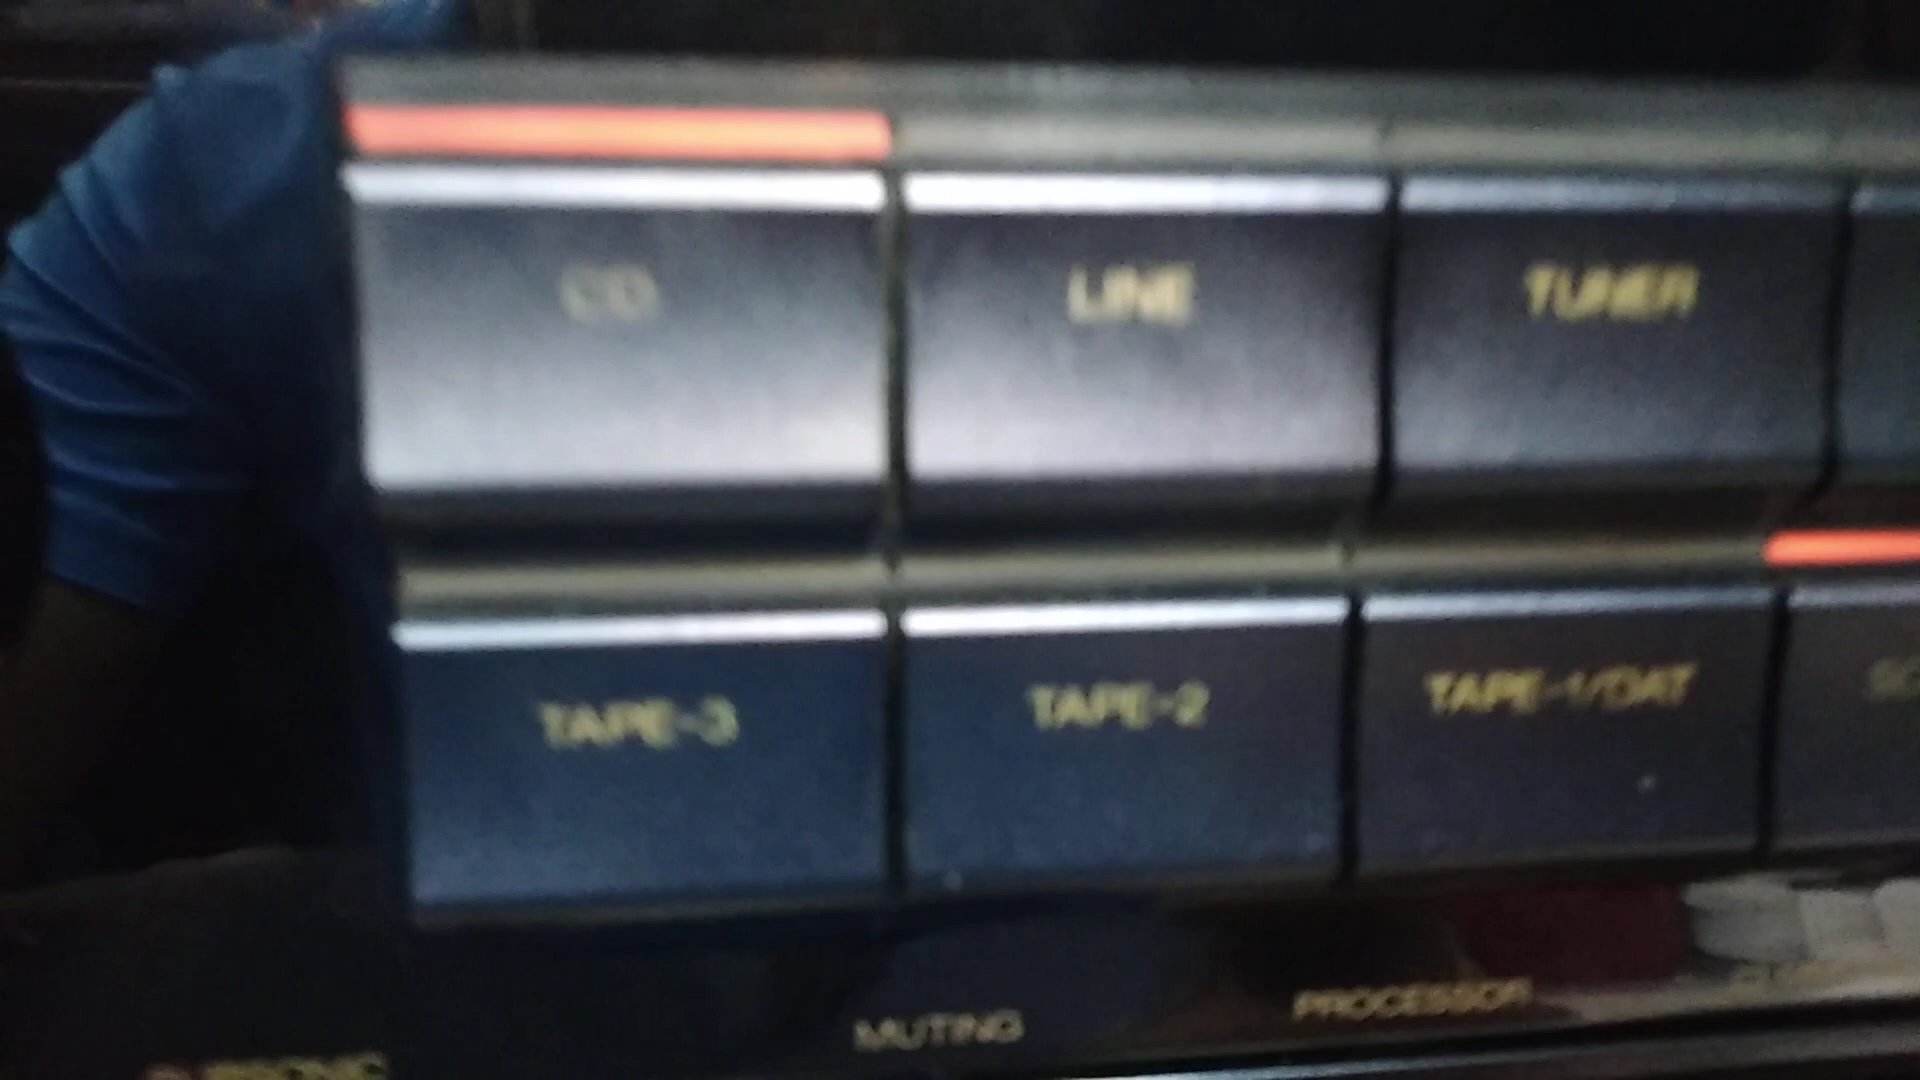 CD LINE TUNER
TAPE-3 TAPE-2 TAPE-1/DAT
MUTING PROCESSOR